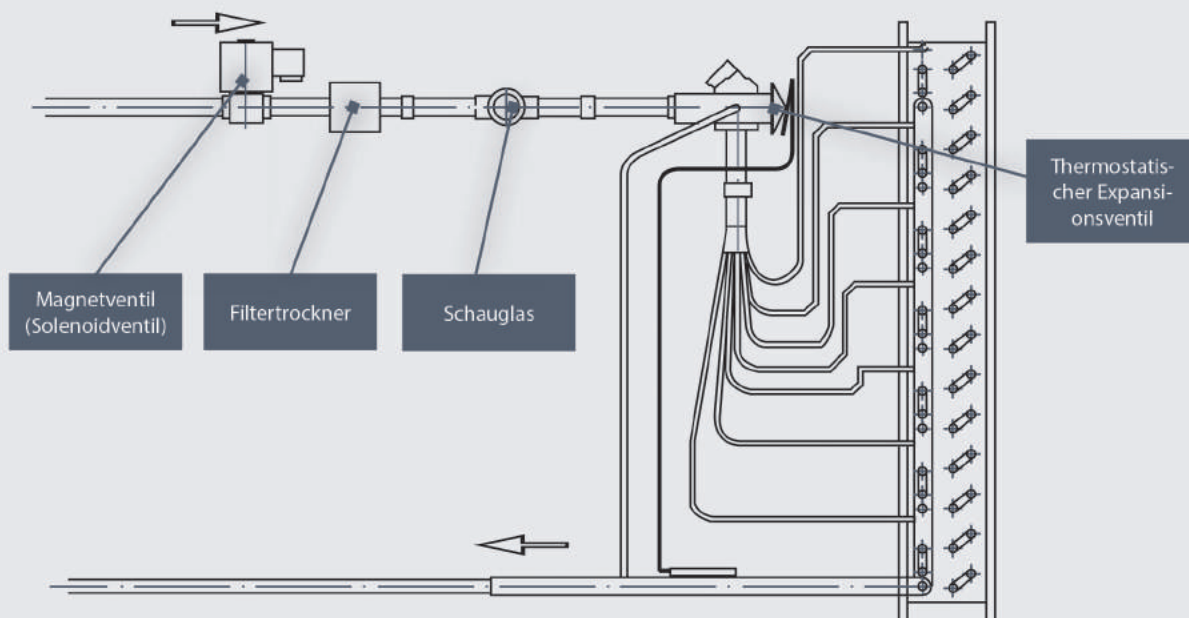 Thermostatis-
cher Expansi-
onsventil
Magnetventil
(Solenoidventil)
Filtertrockner
Schauglas